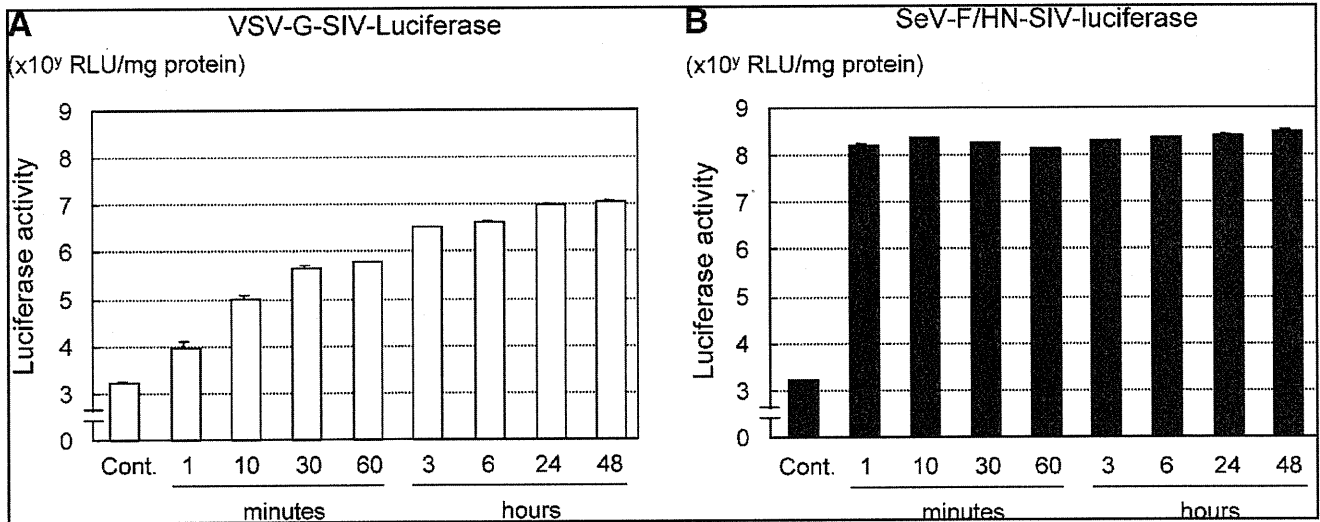 A
VSV-G-SIV-Luciferase
(x10ʸ RLU/mg protein)
Luciferase activity
9
8
7
6
5
4
3
0
Cont. 1 10 30 60 3 6 24 48
minutes hours
B
SeV-F/HN-SIV-luciferase
(x10ʸ RLU/mg protein)
Luciferase activity
9
8
7
6
5
4
3
0
Cont. 1 10 30 60 3 6 24 48
minutes hours